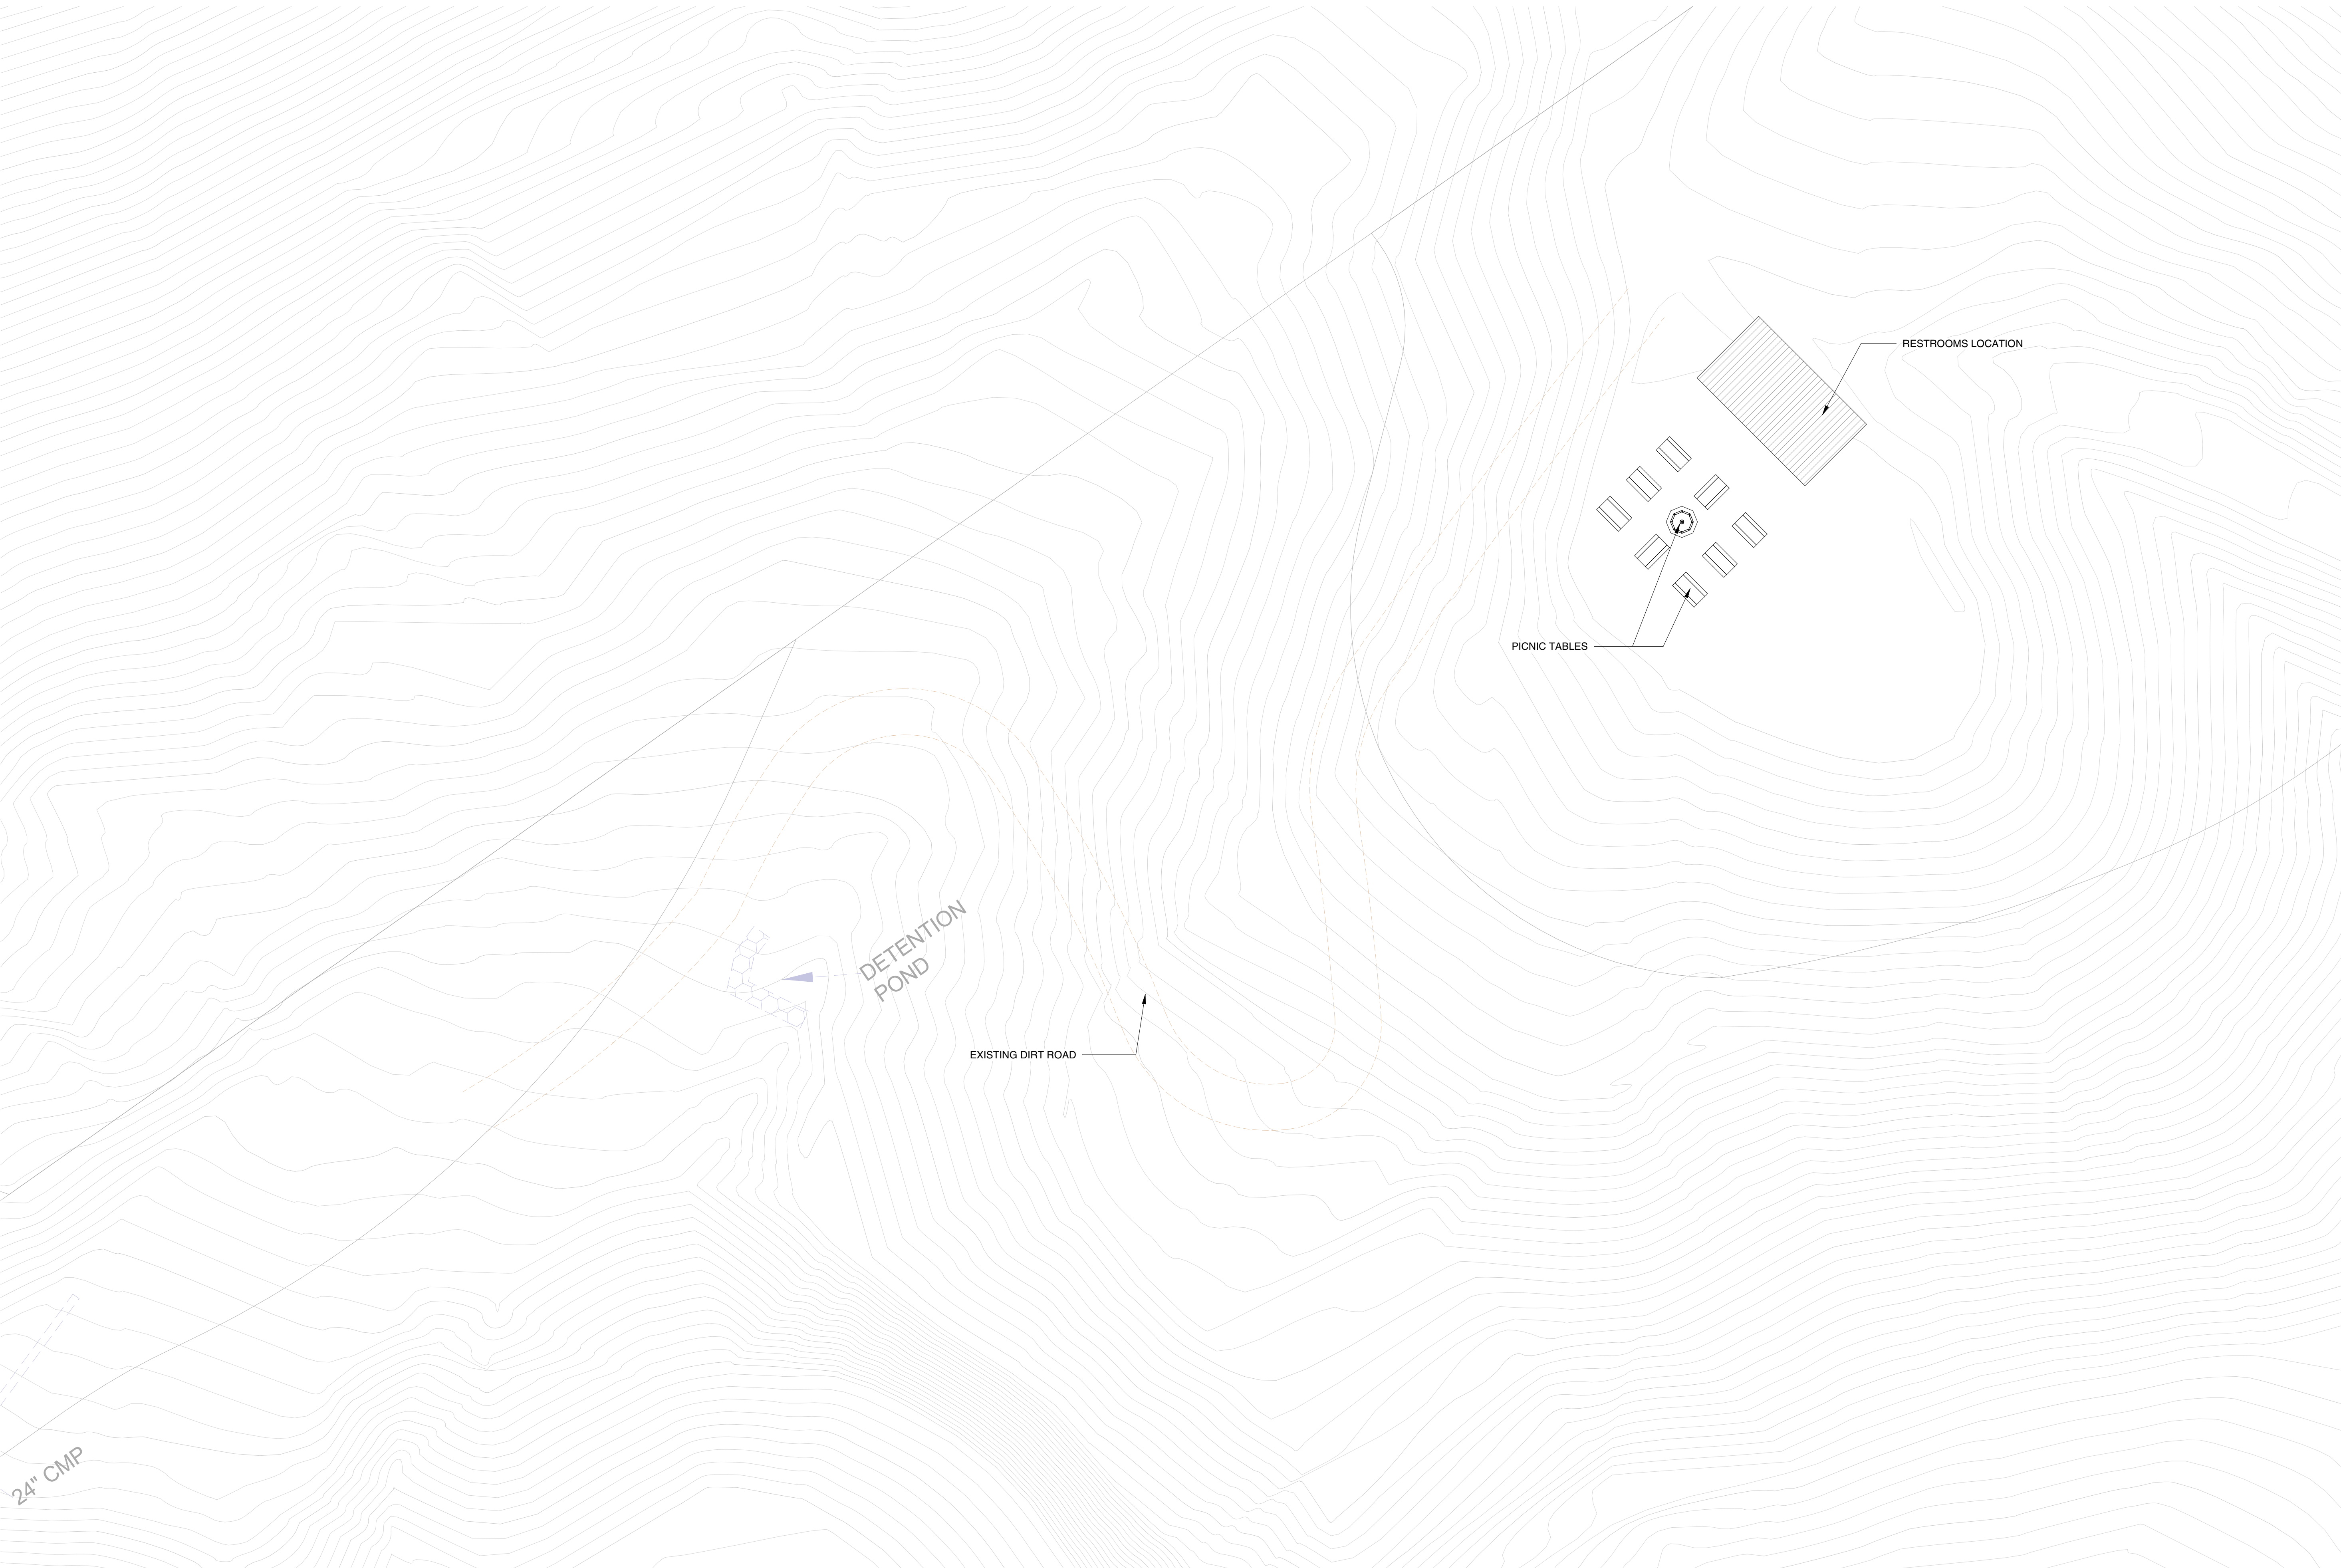 RESTROOMS LOCATION
PICNIC TABLES
DETENTION
POND
EXISTING DIRT ROAD
24" CMP